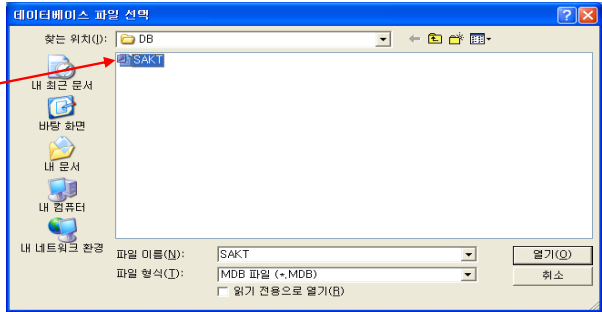 데이터베이스 파일 선택
찾는 위치(I): DB
SAKT
내 최근 문서
바탕 화면
내 문서
내 컴퓨터
내 네트워크 환경
파일 이름(N): SAKT 열기(O)
파일 형식(T): MDB 파일 (*.MDB) 취소
읽기 전용으로 열기(R)